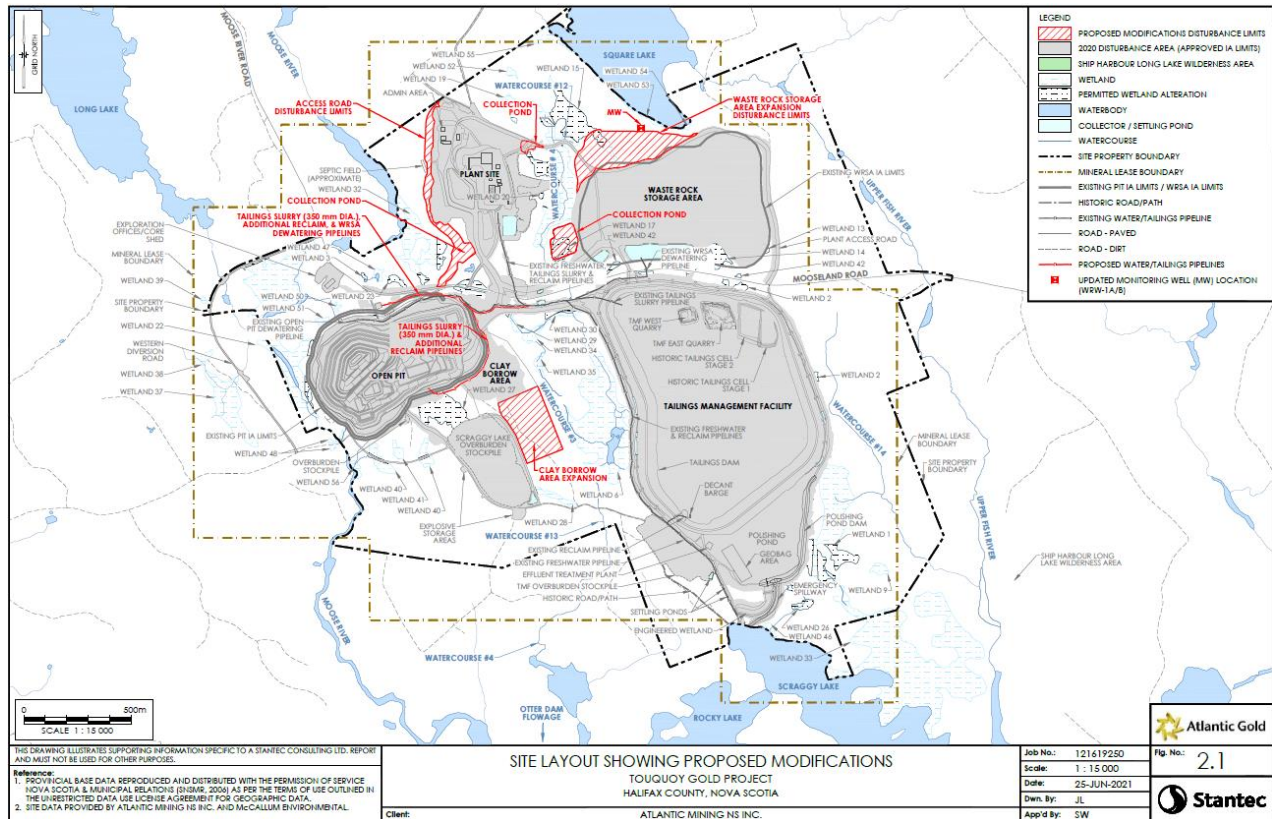 GRID NORTH
LONG LAKE
MOOSE RIVER ROAD
MOOSE RIVER
WETLAND 55
WETLAND 52
WETLAND 19
ADMIN AREA
WATERCOURSE #12
WETLAND 15
SQUARE LAKE
WETLAND 54
WETLAND 53
ACCESS ROAD
DISTURBANCE LIMITS
COLLECTION
POND
MW
WASTE ROCK STORAGE
AREA EXPANSION
DISTURBANCE LIMITS
SEPTIC FIELD
(APPROXIMATE)
WETLAND 32
PLANT SITE
WETLAND 20
WATERCOURSE # 4
WASTE ROCK
STORAGE AREA
EXISTING WRSA IA LIMITS
UPPER FISH RIVER
COLLECTION POND
TAILINGS SLURRY (350 mm DIA.),
ADDITIONAL RECLAIM, & WRSA
DEWATERING PIPELINES
COLLECTION POND
WETLAND 17
WETLAND 42
WETLAND 13
PLANT ACCESS ROAD
WETLAND 14
WETLAND 42
MOOSELAND ROAD
EXPLORATION
OFFICES/CORE
SHED
WETLAND 47
WETLAND 3
MINERAL LEASE
BOUNDARY
WETLAND 39
SITE PROPERTY
BOUNDARY
WETLAND 22
WESTERN
DIVERSION
ROAD
WETLAND 38
WETLAND 37
WETLAND 50
WETLAND 23
WETLAND 51
EXISTING OPEN
PIT DEWATERING
PIPELINE
EXISTING FRESHWATER
TAILINGS SLURRY &
RECLAIM PIPELINES
EXISTING WRSA
DEWATERING
PIPELINE
EXISTING TAILINGS
SLURRY PIPELINE
WETLAND 2
TAILINGS SLURRY
(350 mm DIA.) &
ADDITIONAL
RECLAIM PIPELINES
OPEN PIT
CLAY
BORROW
AREA
WETLAND 27
WETLAND 30
WETLAND 29
WETLAND 34
WETLAND 35
WATERCOURSE #3
TMF WEST
QUARRY
TMF EAST QUARRY
HISTORIC TAILINGS CELL
STAGE 2
HISTORIC TAILINGS CELL
STAGE 1
WETLAND 2
TAILINGS MANAGEMENT FACILITY
EXISTING FRESHWATER
& RECLAIM PIPELINES
TAILINGS DAM
WATERCOURSE #14
MINERAL LEASE
BOUNDARY
SITE PROPERTY
BOUNDARY
EXISTING PIT IA LIMITS
WETLAND 48
OVERBURDEN
STOCKPILE
WETLAND 56
SCRAGGY LAKE
OVERBURDEN
STOCKPILE
CLAY BORROW
AREA EXPANSION
WETLAND 40
WETLAND 41
WETLAND 40
EXPLOSIVE
STORAGE
AREAS
WETLAND 6
WETLAND 28
WATERCOURSE #13
DECANT
BARGE
POLISHING
POND DAM
WETLAND 1
POLISHING
POND
GEOBAG
AREA
EXISTING RECLAIM PIPELINE
EXISTING FRESHWATER PIPELINE
EFFLUENT TREATMENT PLANT
TMF OVERBURDEN STOCKPILE
HISTORIC ROAD/PATH
SETTLING PONDS
ENGINEERED WETLAND
EMERGENCY
SPILLWAY
WETLAND 9
WETLAND 26
WETLAND 46
WETLAND 33
UPPER FISH RIVER
SHIP HARBOUR LONG
LAKE WILDERNESS AREA
MOOSE RIVER
WATERCOURSE #4
SCRAGGY LAKE
ROCKY LAKE
OTTER DAM
FLOWAGE
0 500m
SCALE 1 : 15 000
LEGEND
PROPOSED MODIFICATIONS DISTURBANCE LIMITS
2020 DISTURBANCE AREA (APPROVED IA LIMITS)
SHIP HARBOUR LONG LAKE WILDERNESS AREA
WETLAND
PERMITTED WETLAND ALTERATION
WATERBODY
COLLECTOR / SETTLING POND
WATERCOURSE
SITE PROPERTY BOUNDARY
MINERAL LEASE BOUNDARY
EXISTING PIT IA LIMITS / WRSA IA LIMITS
HISTORIC ROAD/PATH
EXISTING WATER/TAILINGS PIPELINE
ROAD - PAVED
ROAD - DIRT
PROPOSED WATER/TAILINGS PIPELINES
UPDATED MONITORING WELL (MW) LOCATION
(WRW-1A/B)
THIS DRAWING ILLUSTRATES SUPPORTING INFORMATION SPECIFIC TO A STANTEC CONSULTING LTD. REPORT
AND MUST NOT BE USED FOR OTHER PURPOSES.
Reference:
1. PROVINCIAL BASE DATA REPRODUCED AND DISTRIBUTED WITH THE PERMISSION OF SERVICE
NOVA SCOTIA & MUNICIPAL RELATIONS (SNSMR, 2006) AS PER THE TERMS OF USE OUTLINED IN
THE UNRESTRICTED DATA USE LICENSE AGREEMENT FOR GEOGRAPHIC DATA.
2. SITE DATA PROVIDED BY ATLANTIC MINING NS INC. AND McCALLUM ENVIRONMENTAL.
SITE LAYOUT SHOWING PROPOSED MODIFICATIONS
TOUQUOY GOLD PROJECT
HALIFAX COUNTY, NOVA SCOTIA
Client: ATLANTIC MINING NS INC.
Job No.: 121619250
Scale: 1 : 15 000
Date: 25-JUN-2021
Dwn. By: JL
App'd By: SW
Atlantic Gold
Fig. No.: 2.1
Stantec